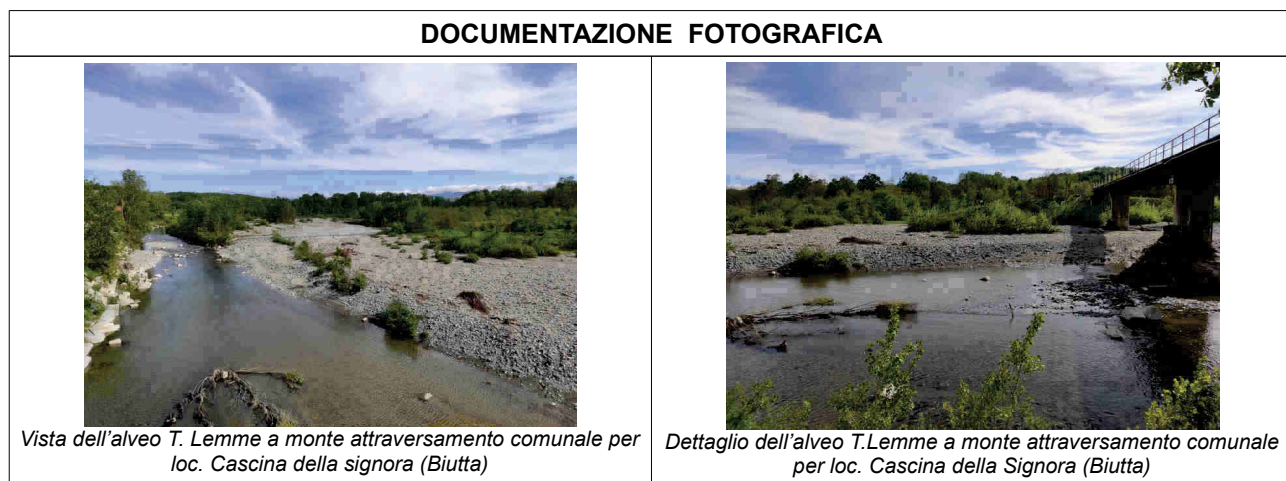 DOCUMENTAZIONE FOTOGRAFICA
Vista dell'alveo T. Lemme a monte attraversamento comunale per
loc. Cascina della signora (Biutta)
Dettaglio dell'alveo T.Lemme a monte attraversamento comunale
per loc. Cascina della Signora (Biutta)